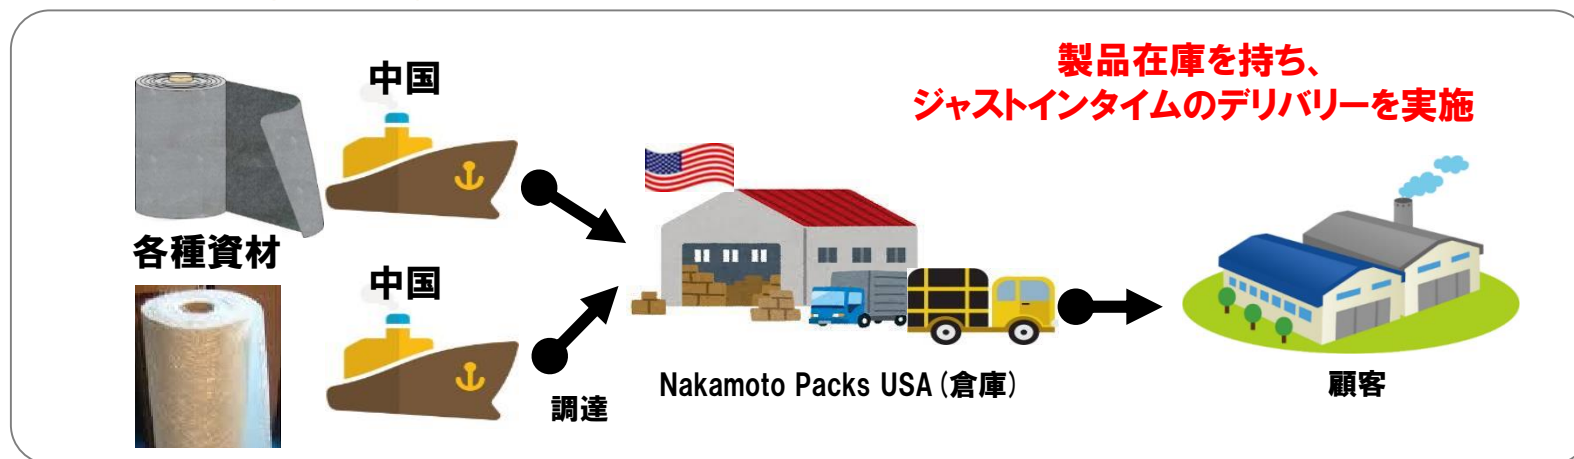 製品在庫を持ち、
ジャストインタイムのデリバリーを実施
中国
各種資材
中国
調達
Nakamoto Packs USA（倉庫）
顧客